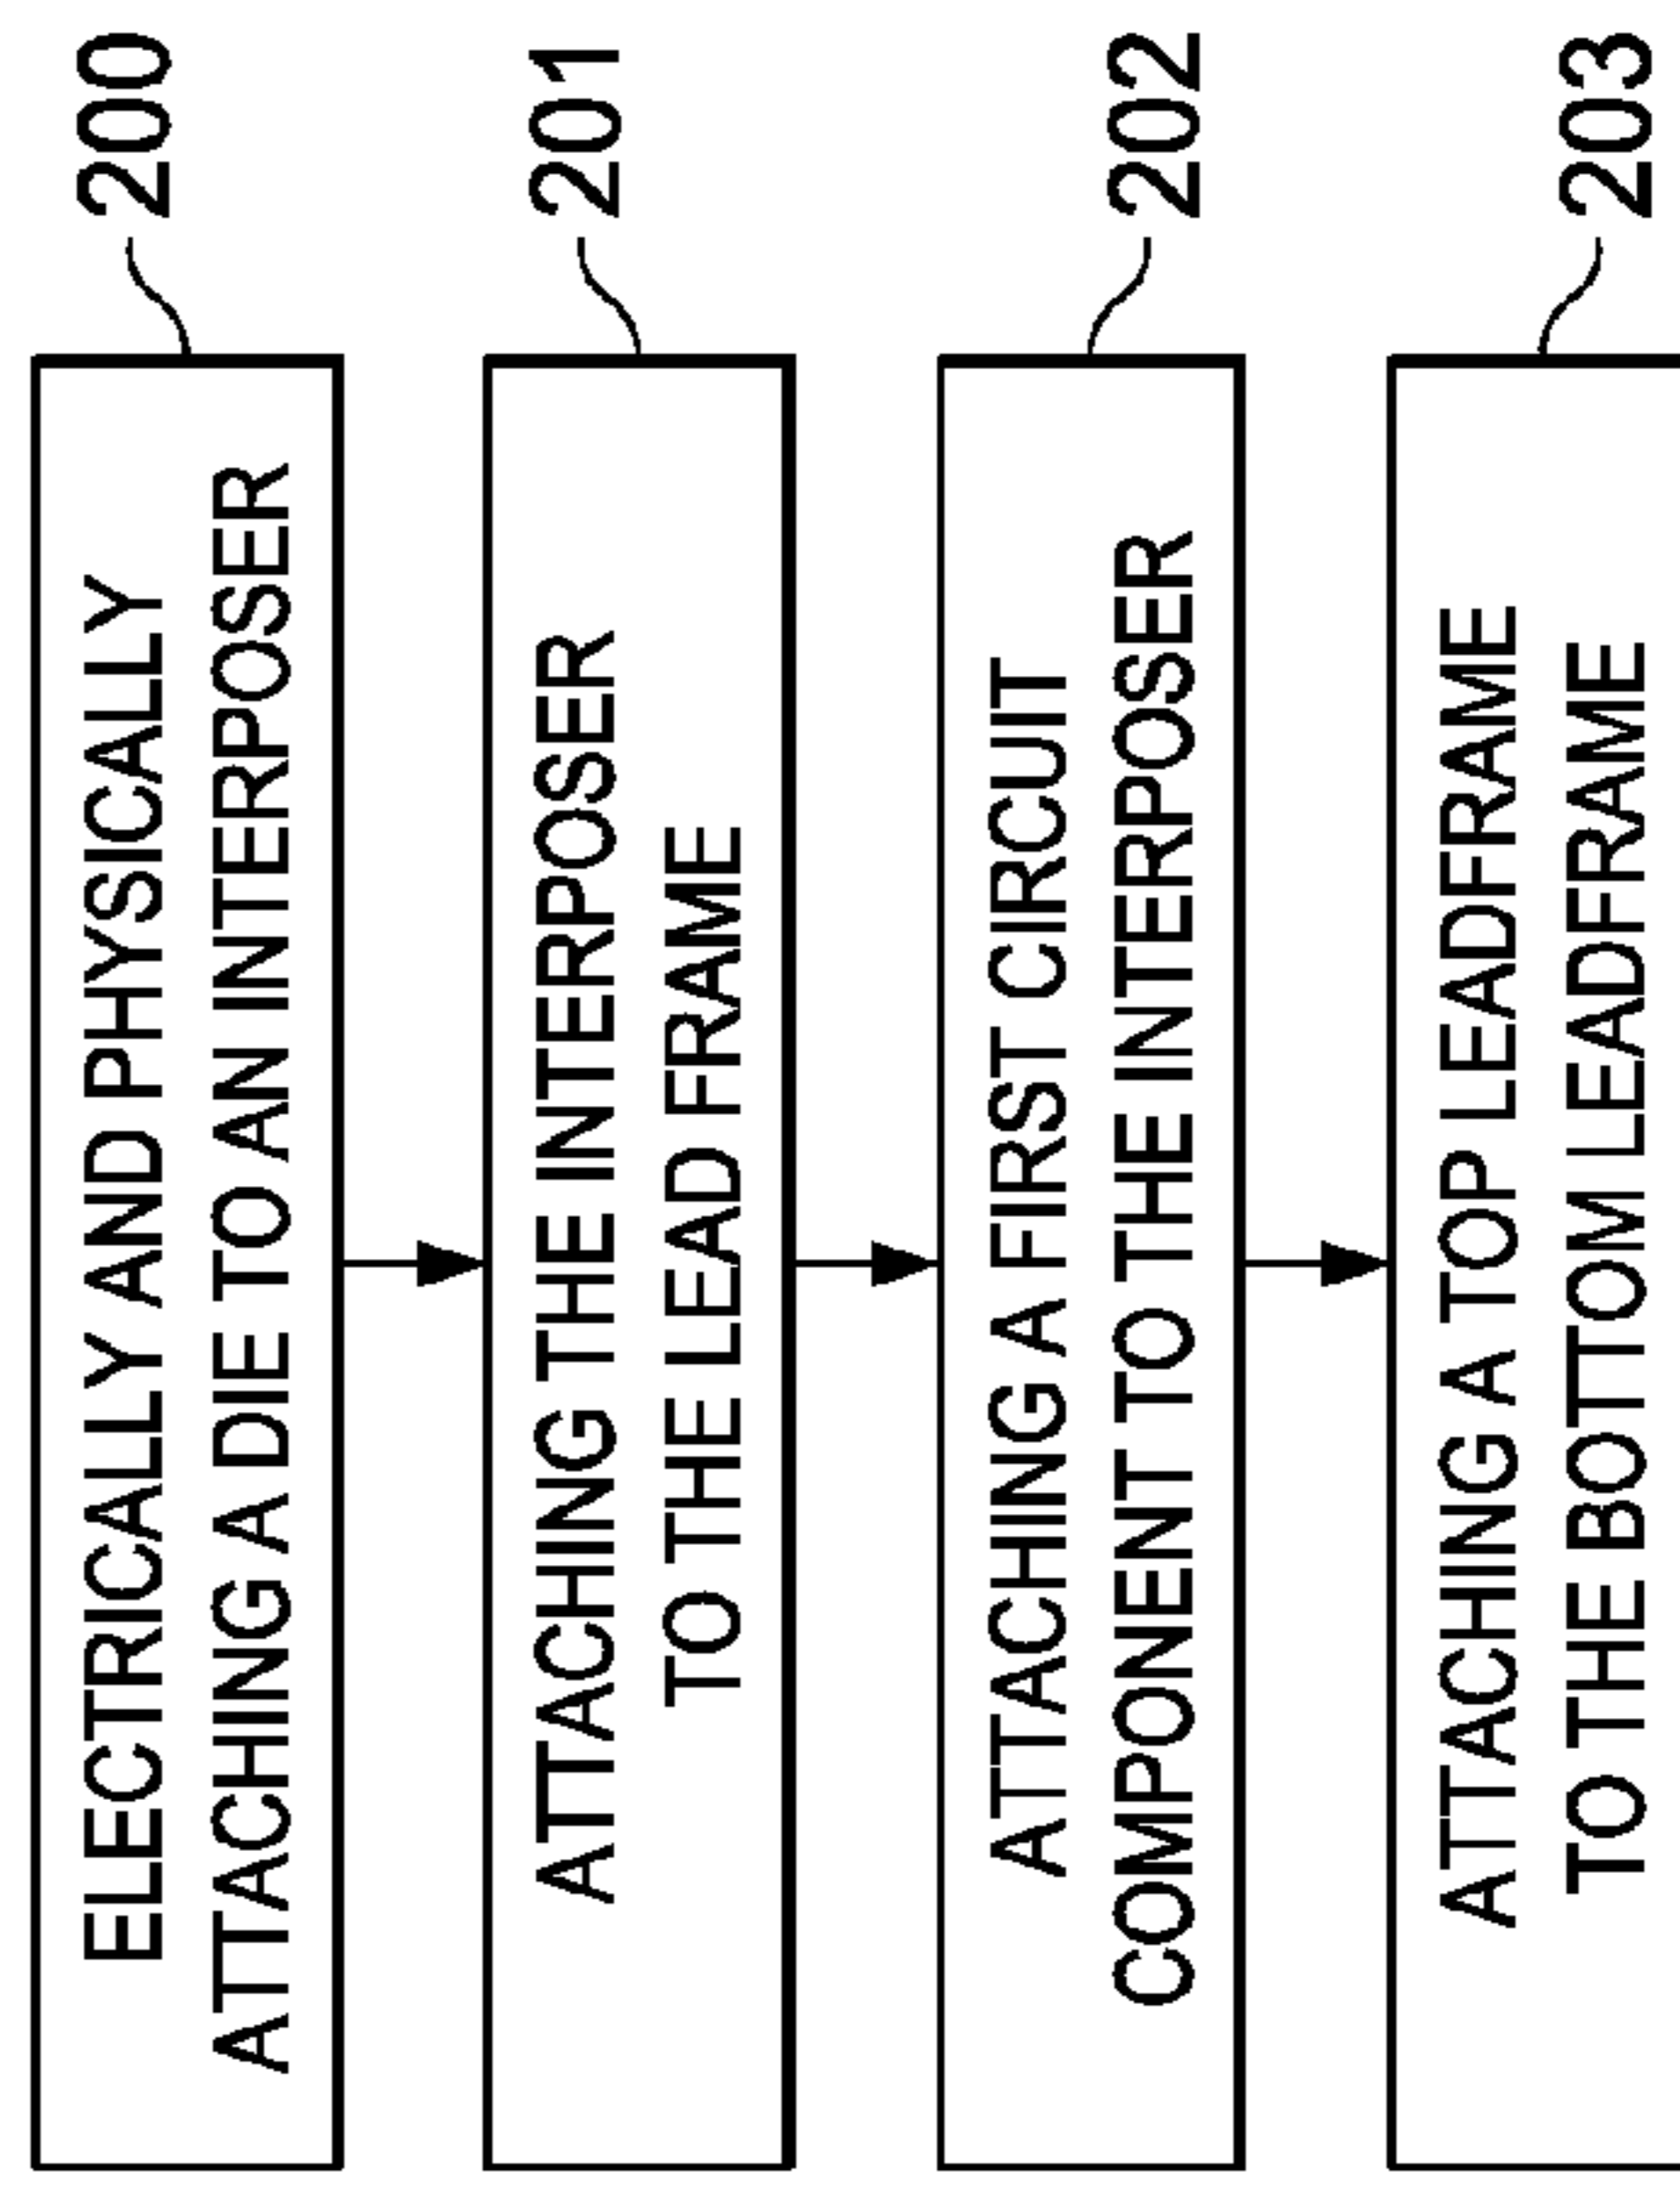 200
ELECTRICALLY AND PHYSICALLY
ATTACHING A DIE TO AN INTERPOSER
201
ATTACHING THE INTERPOSER
TO THE LEAD FRAME
202
ATTACHING A FIRST CIRCUIT
COMPONENT TO THE INTERPOSER
203
ATTACHING A TOP LEADFRAME
TO THE BOTTOM LEADFRAME